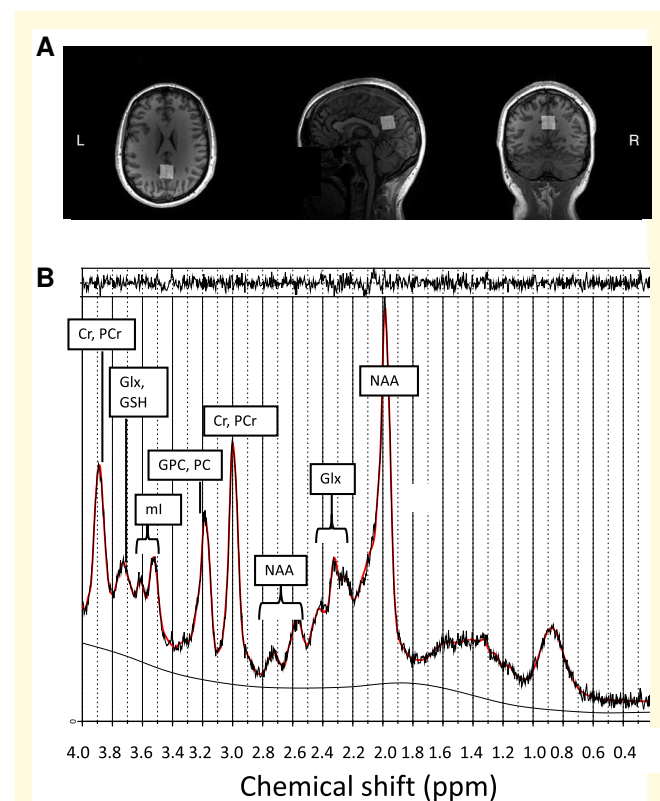 A
L
R
B
Cr, PCr
Glx,
GSH
mI
GPC, PC
Cr, PCr
NAA
Glx
NAA
0
4.0 3.8 3.6 3.4 3.2 3.0 2.8 2.6 2.4 2.2 2.0 1.8 1.6 1.4 1.2 1.0 0.8 0.6 0.4
Chemical shift (ppm)